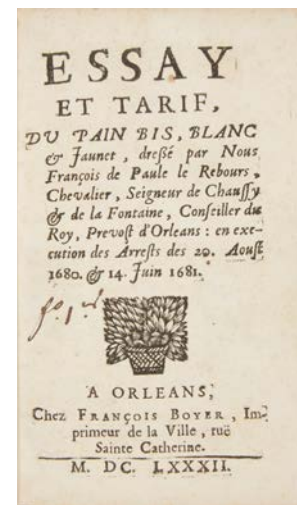 ESSAY
ET TARIF,
DU PAIN BIS, BLANC
& Jaunet, dreßé par Nous
François de Paule le Rebours,
Chevalier, Seigneur de Chauſſy
& de la Fontaine, Conſeiller du
Roy, Prevoſt d'Orleans : en exe-
cution des Arreſts des 29. Aouſt
1680. & 14. Juin 1681.
A ORLEANS,
Chez FRANÇOIS BOYER, Im-
primeur de la Ville, ruë
Sainte Catherine.
M. DC. LXXXII.